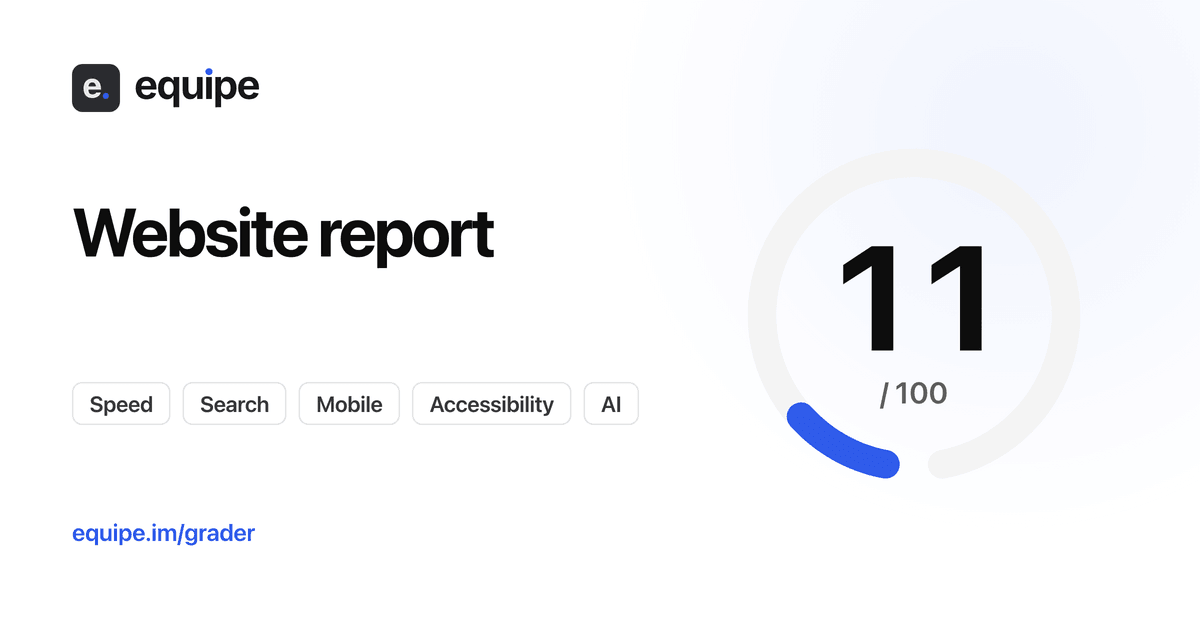 e.
equipe
Website report
11
/ 100
Speed
Search
Mobile
Accessibility
AI
equipe.im/grader